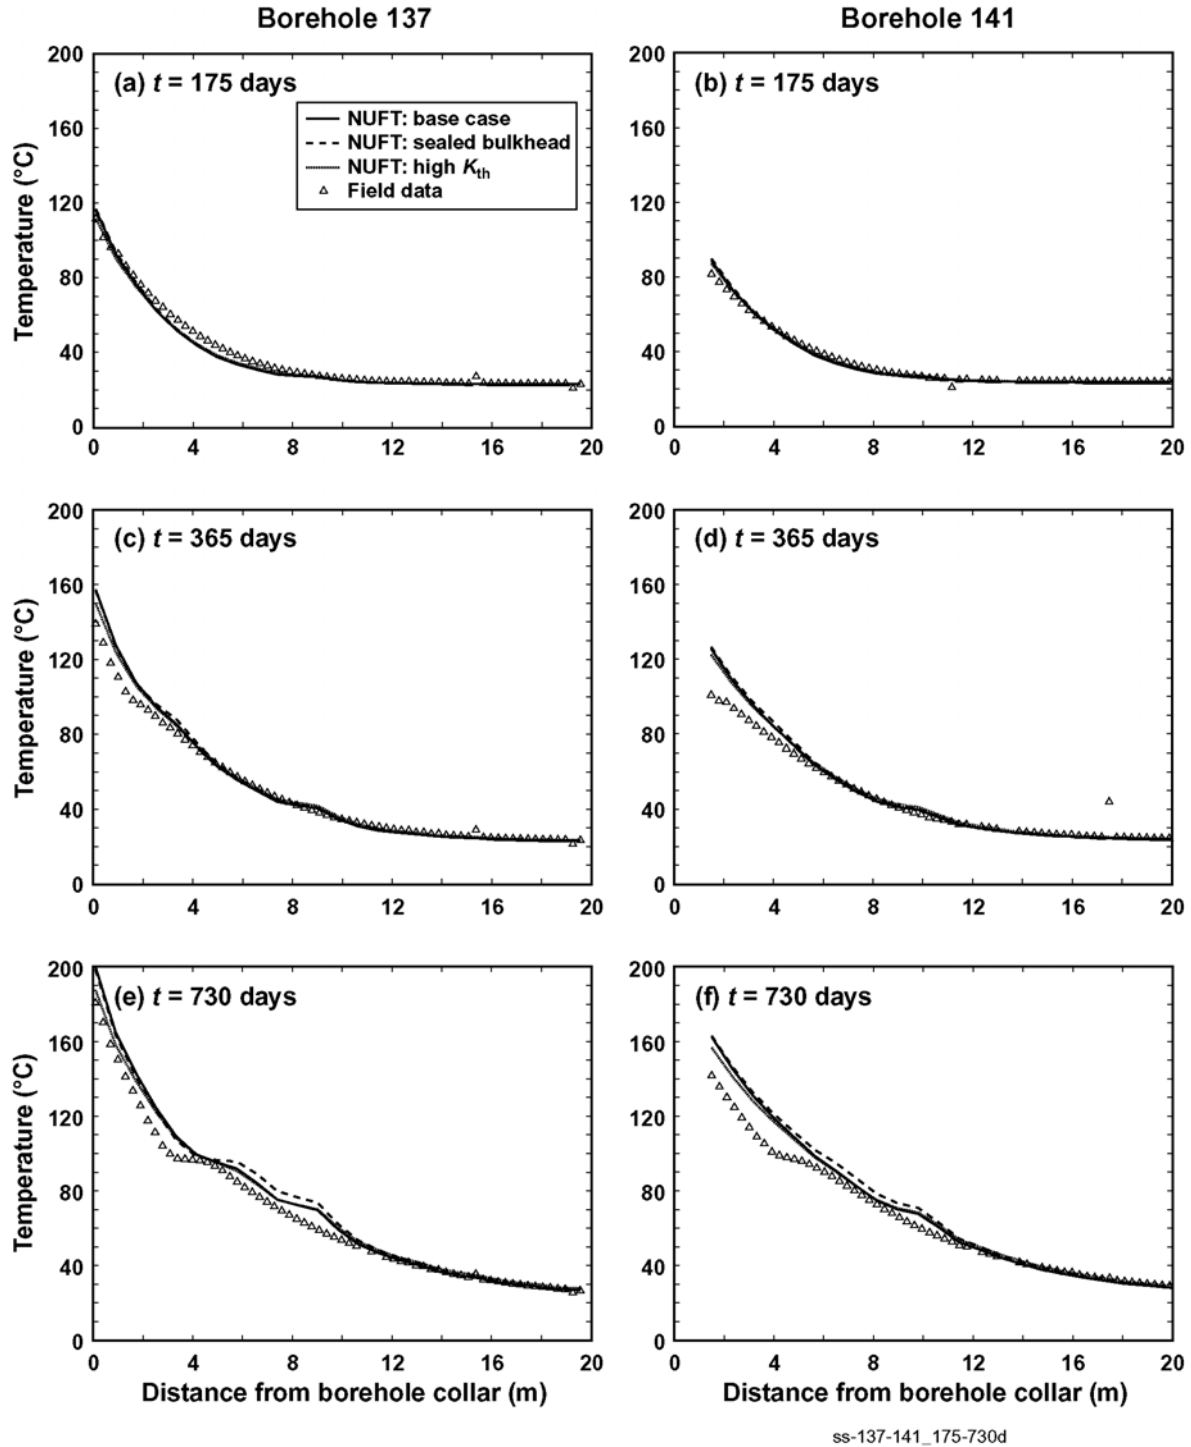 Borehole 137
Borehole 141
200
160
120
80
40
0
Temperature (°C)
(a) t = 175 days
NUFT: base case
NUFT: sealed bulkhead
NUFT: high Kth
Field data
0 4 8 12 16 20
200
160
120
80
40
0
(b) t = 175 days
0 4 8 12 16 20
200
160
120
80
40
0
Temperature (°C)
(c) t = 365 days
0 4 8 12 16 20
200
160
120
80
40
0
(d) t = 365 days
0 4 8 12 16 20
200
160
120
80
40
0
Temperature (°C)
(e) t = 730 days
0 4 8 12 16 20
Distance from borehole collar (m)
200
160
120
80
40
0
(f) t = 730 days
0 4 8 12 16 20
Distance from borehole collar (m)
ss-137-141_175-730d